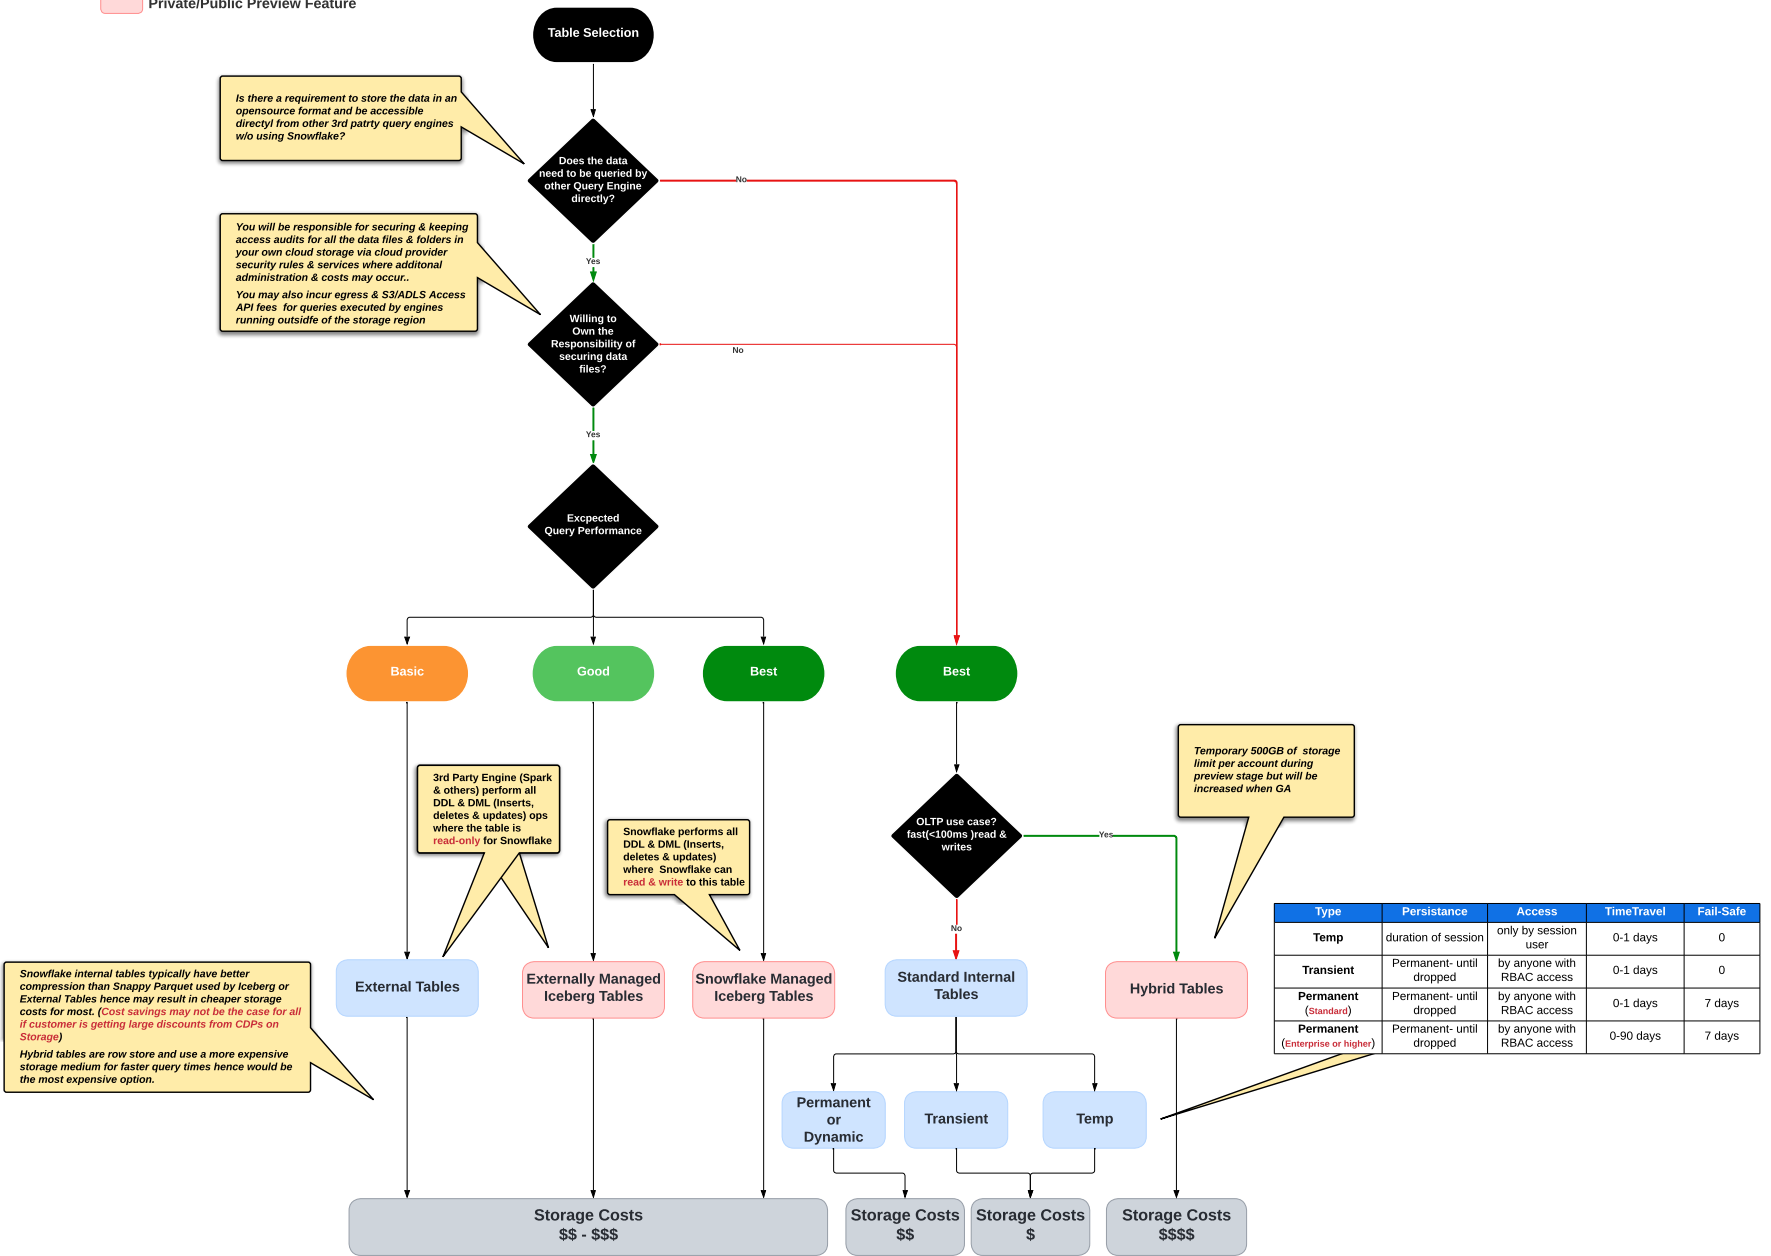 Private/Public Preview Feature
Table Selection
Is there a requirement to store the data in an
opensource format and be accessible
directyl from other 3rd patrty query engines
w/o using Snowflake?
Does the data
need to be queried by
other Query Engine
directly?
No
You will be responsible for securing & keeping
access audits for all the data files & folders in
your own cloud storage via cloud provider
security rules & services where additonal
administration & costs may occur..
You may also incur egress & S3/ADLS Access
API fees  for queries executed by engines
running outsidfe of the storage region
Yes
Willing to
Own the
Responsibility of
securing data
files?
No
Yes
Excpected
Query Performance
Basic
Good
Best
Best
3rd Party Engine (Spark
& others) perform all
DDL & DML (Inserts,
deletes & updates) ops
where the table is
read-only for Snowflake
Snowflake performs all
DDL & DML (Inserts,
deletes & updates)
where  Snowflake can
read & write to this table
OLTP use case?
fast(<100ms )read &
writes
Yes
No
Temporary 500GB of  storage
limit per account during
preview stage but will be
increased when GA
Type Persistance Access TimeTravel Fail-Safe
Temp duration of session only by session
user 0-1 days 0
Transient Permanent- until
dropped by anyone with
RBAC access 0-1 days 0
Permanent
(Standard) Permanent- until
dropped by anyone with
RBAC access 0-1 days 7 days
Permanent
(Enterprise or higher) Permanent- until
dropped by anyone with
RBAC access 0-90 days 7 days
Snowflake internal tables typically have better
compression than Snappy Parquet used by Iceberg or
External Tables hence may result in cheaper storage
costs for most. (Cost savings may not be the case for all
if customer is getting large discounts from CDPs on
Storage)
Hybrid tables are row store and use a more expensive
storage medium for faster query times hence would be
the most expensive option.
External Tables
Externally Managed
Iceberg Tables
Snowflake Managed
Iceberg Tables
Standard Internal
Tables
Hybrid Tables
Permanent
or
Dynamic
Transient
Temp
Storage Costs
$$ - $$$
Storage Costs
$$
Storage Costs
$
Storage Costs
$$$$